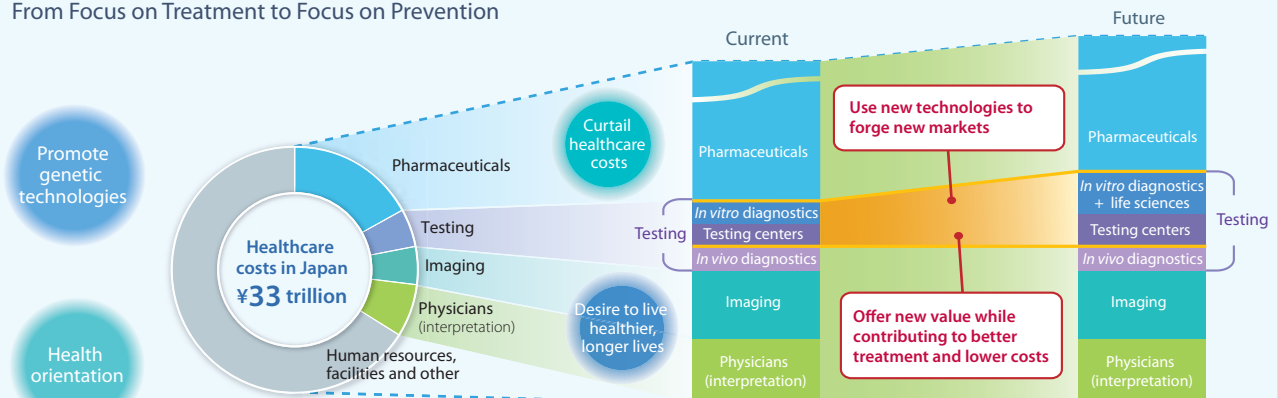 From Focus on Treatment to Focus on Prevention
Promote
genetic
technologies
Health
orientation
Healthcare
costs in Japan
¥33 trillion
Pharmaceuticals
Testing
Imaging
Physicians
(interpretation)
Human resources,
facilities and other
Curtail
healthcare
costs
Desire to live
healthier,
longer lives
Current
Pharmaceuticals
Testing
In vitro diagnostics
Testing centers
In vivo diagnostics
Imaging
Physicians
(interpretation)
Use new technologies to
forge new markets
Offer new value while
contributing to better
treatment and lower costs
Future
Pharmaceuticals
In vitro diagnostics
+ life sciences
Testing centers
In vivo diagnostics
Testing
Imaging
Physicians
(interpretation)